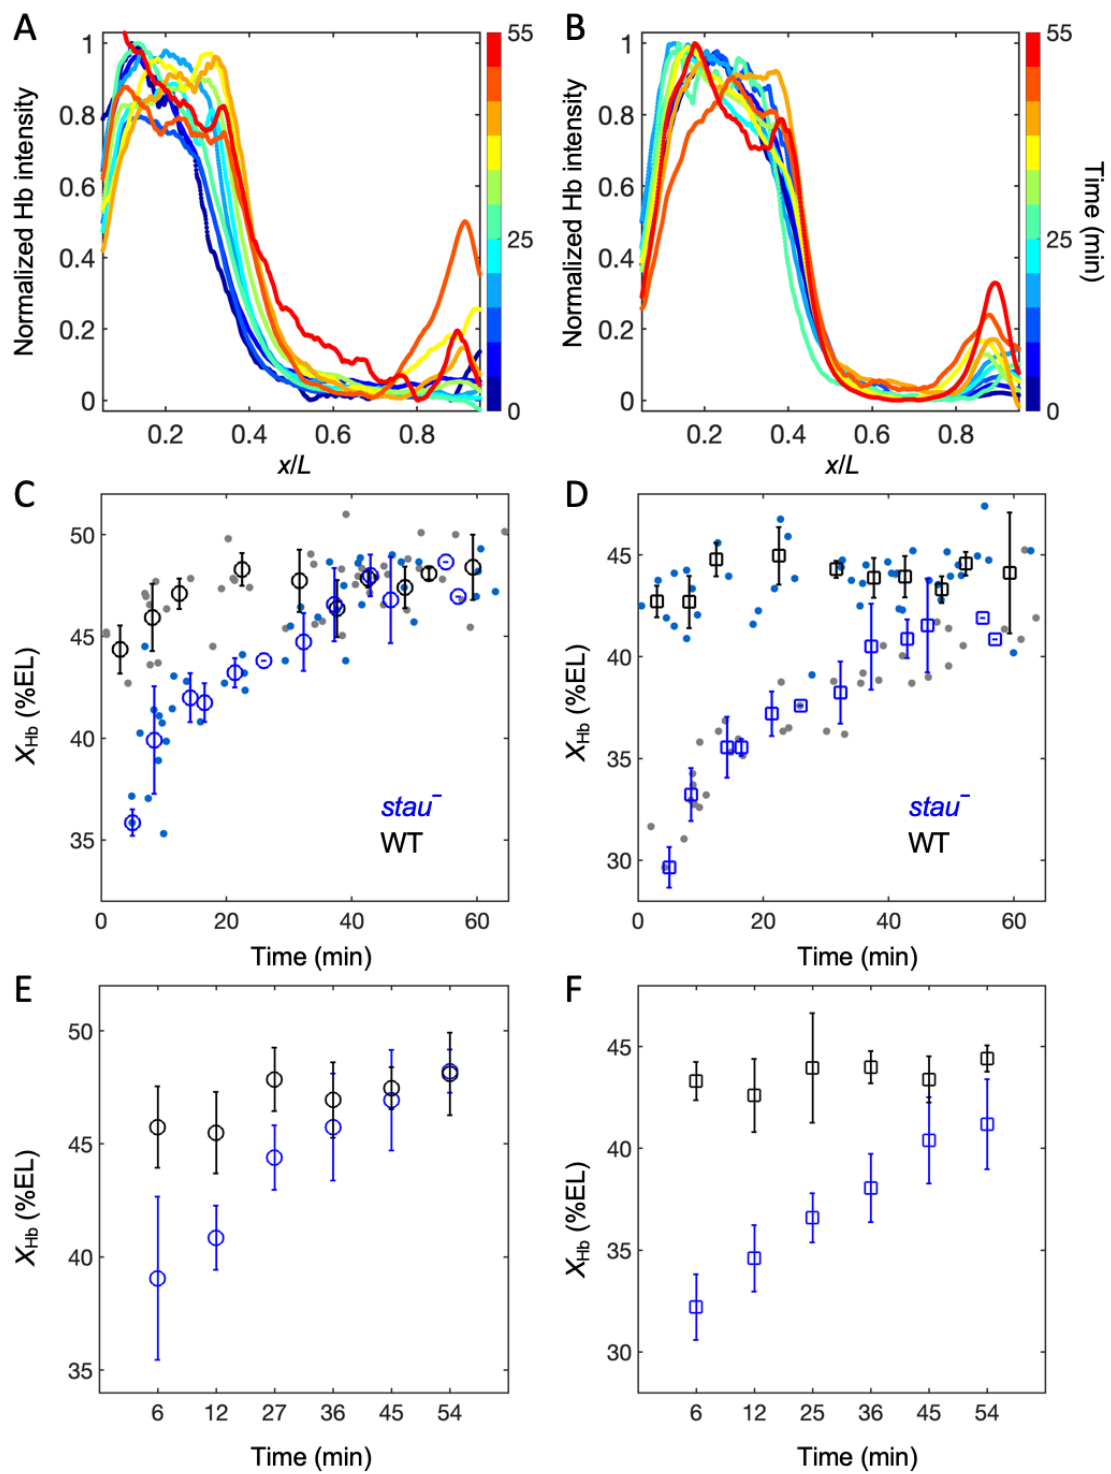 A
B
1
0.8
0.6
0.4
0.2
0
Normalized Hb intensity
0.2 0.4 0.6 0.8
x/L
55
25
0
1
0.8
0.6
0.4
0.2
0
Normalized Hb intensity
0.2 0.4 0.6 0.8
x/L
55
25
0
Time (min)
C
50
45
40
35
X_Hb (%EL)
stau⁻
WT
0 20 40 60
Time (min)
D
45
40
35
30
X_Hb (%EL)
stau⁻
WT
0 20 40 60
Time (min)
E
50
45
40
35
X_Hb (%EL)
6 12 27 36 45 54
Time (min)
F
45
40
35
30
X_Hb (%EL)
6 12 25 36 45 54
Time (min)